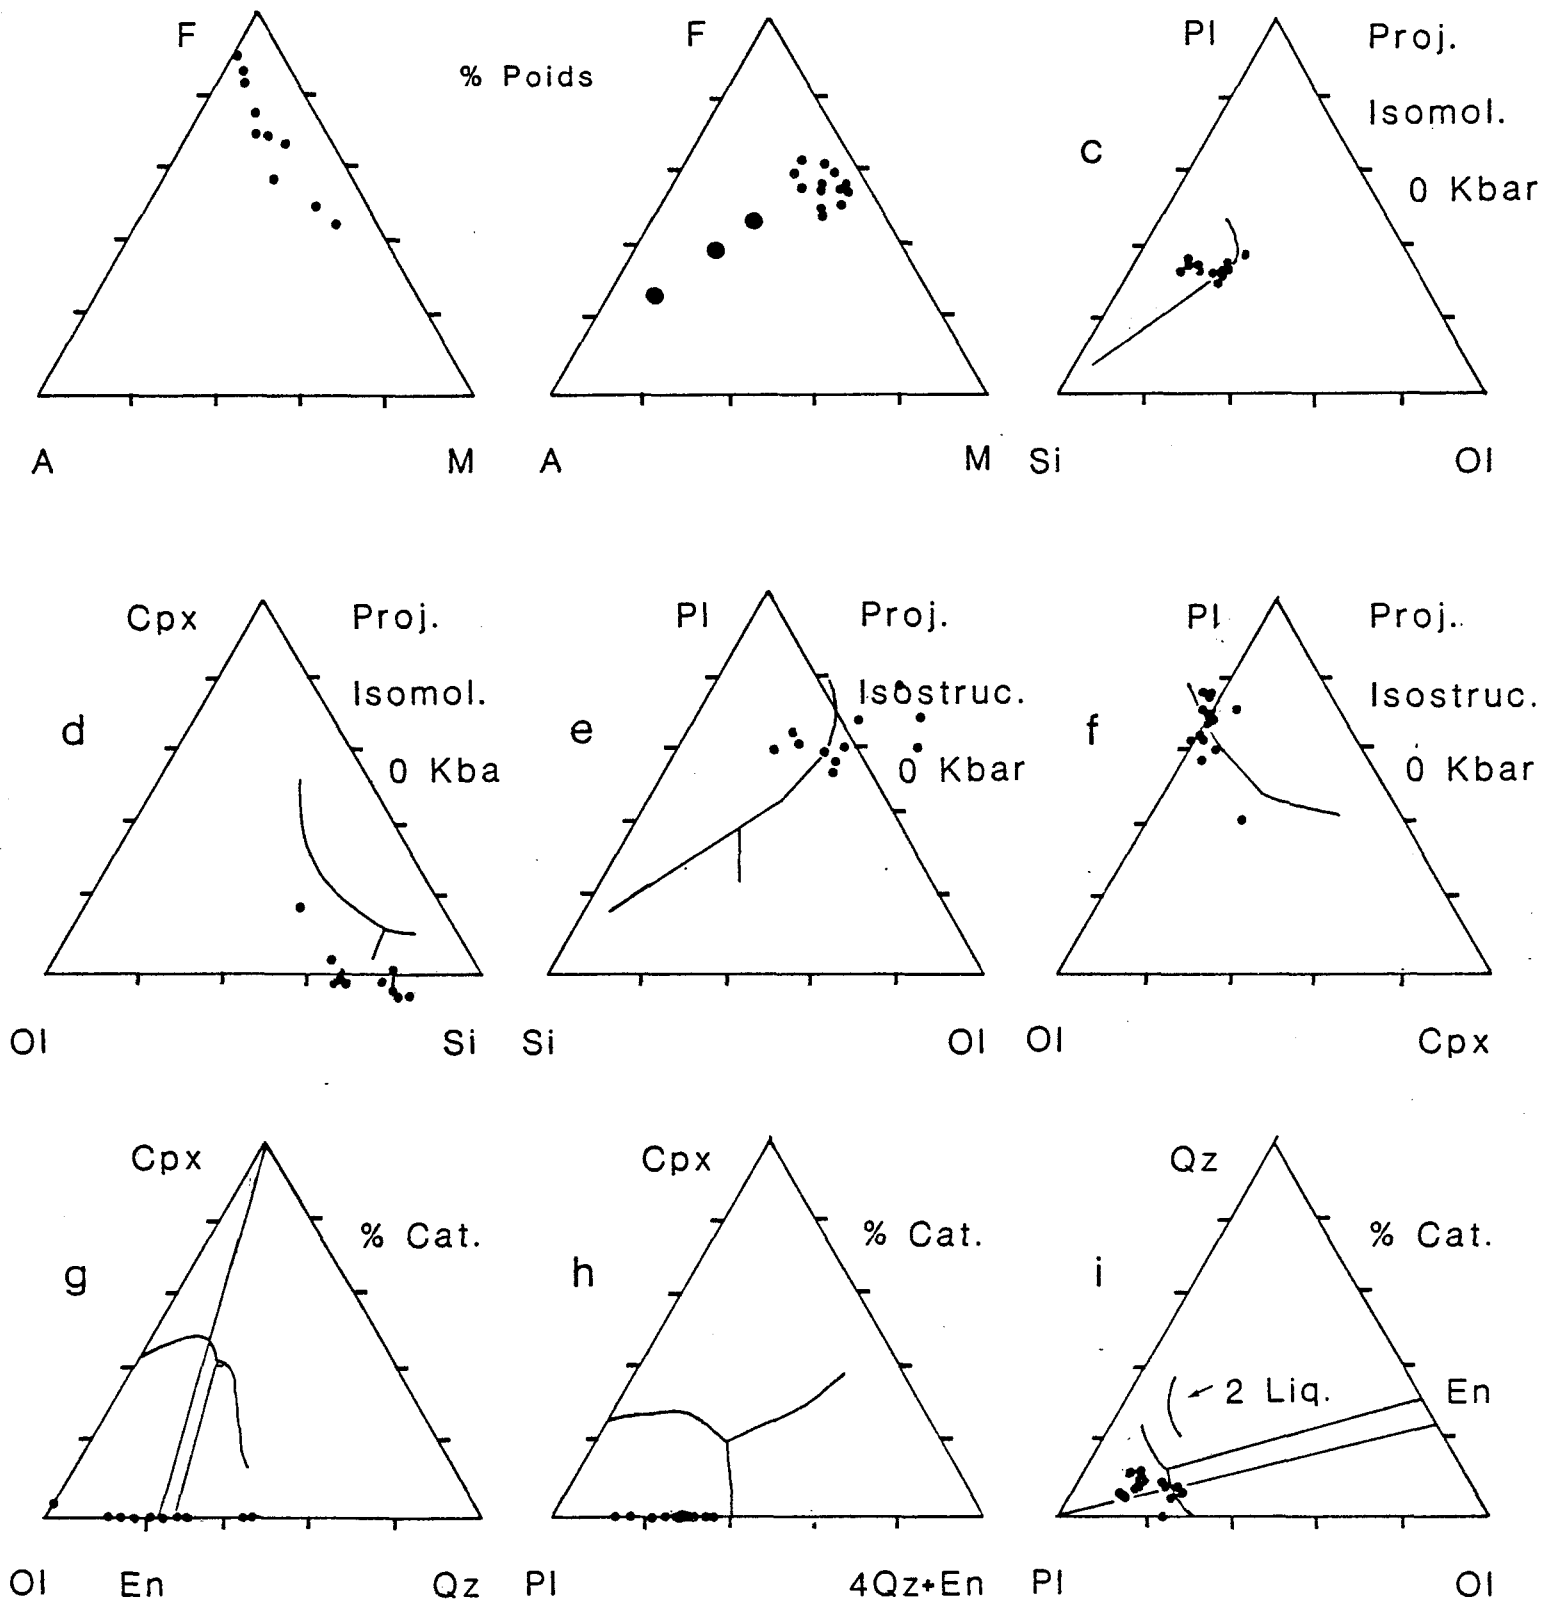 F
% Poids
F
Pl
Proj.
Isomol.
c
0 Kbar
A
M
A
M
Si
Ol
Cpx
Proj.
Isomol.
d
0 Kba
Pl
Proj.
Isostruc.
e
0 Kbar
Pl
Proj.
Isostruc.
f
0 Kbar
Ol
Si
Si
Ol
Ol
Cpx
Cpx
% Cat.
g
Cpx
% Cat.
h
Qz
% Cat.
i
2 Liq.
En
Ol
En
Qz
Pl
4Qz+En
Pl
Ol